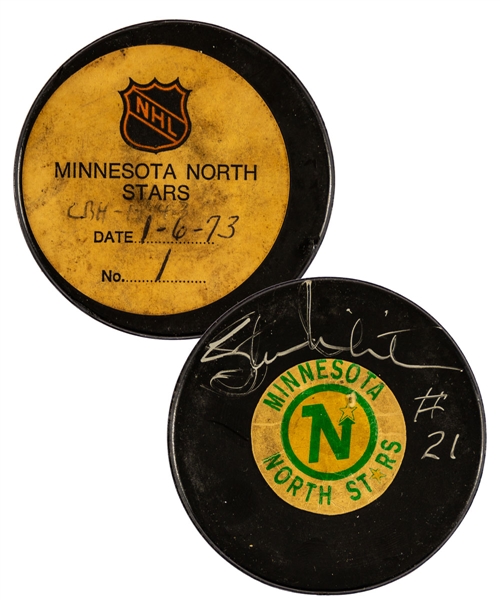 NHL
MINNESOTA NORTH
STARS
DATE 1-6-73
No. 1
MINNESOTA
N
NORTH STARS
#
21